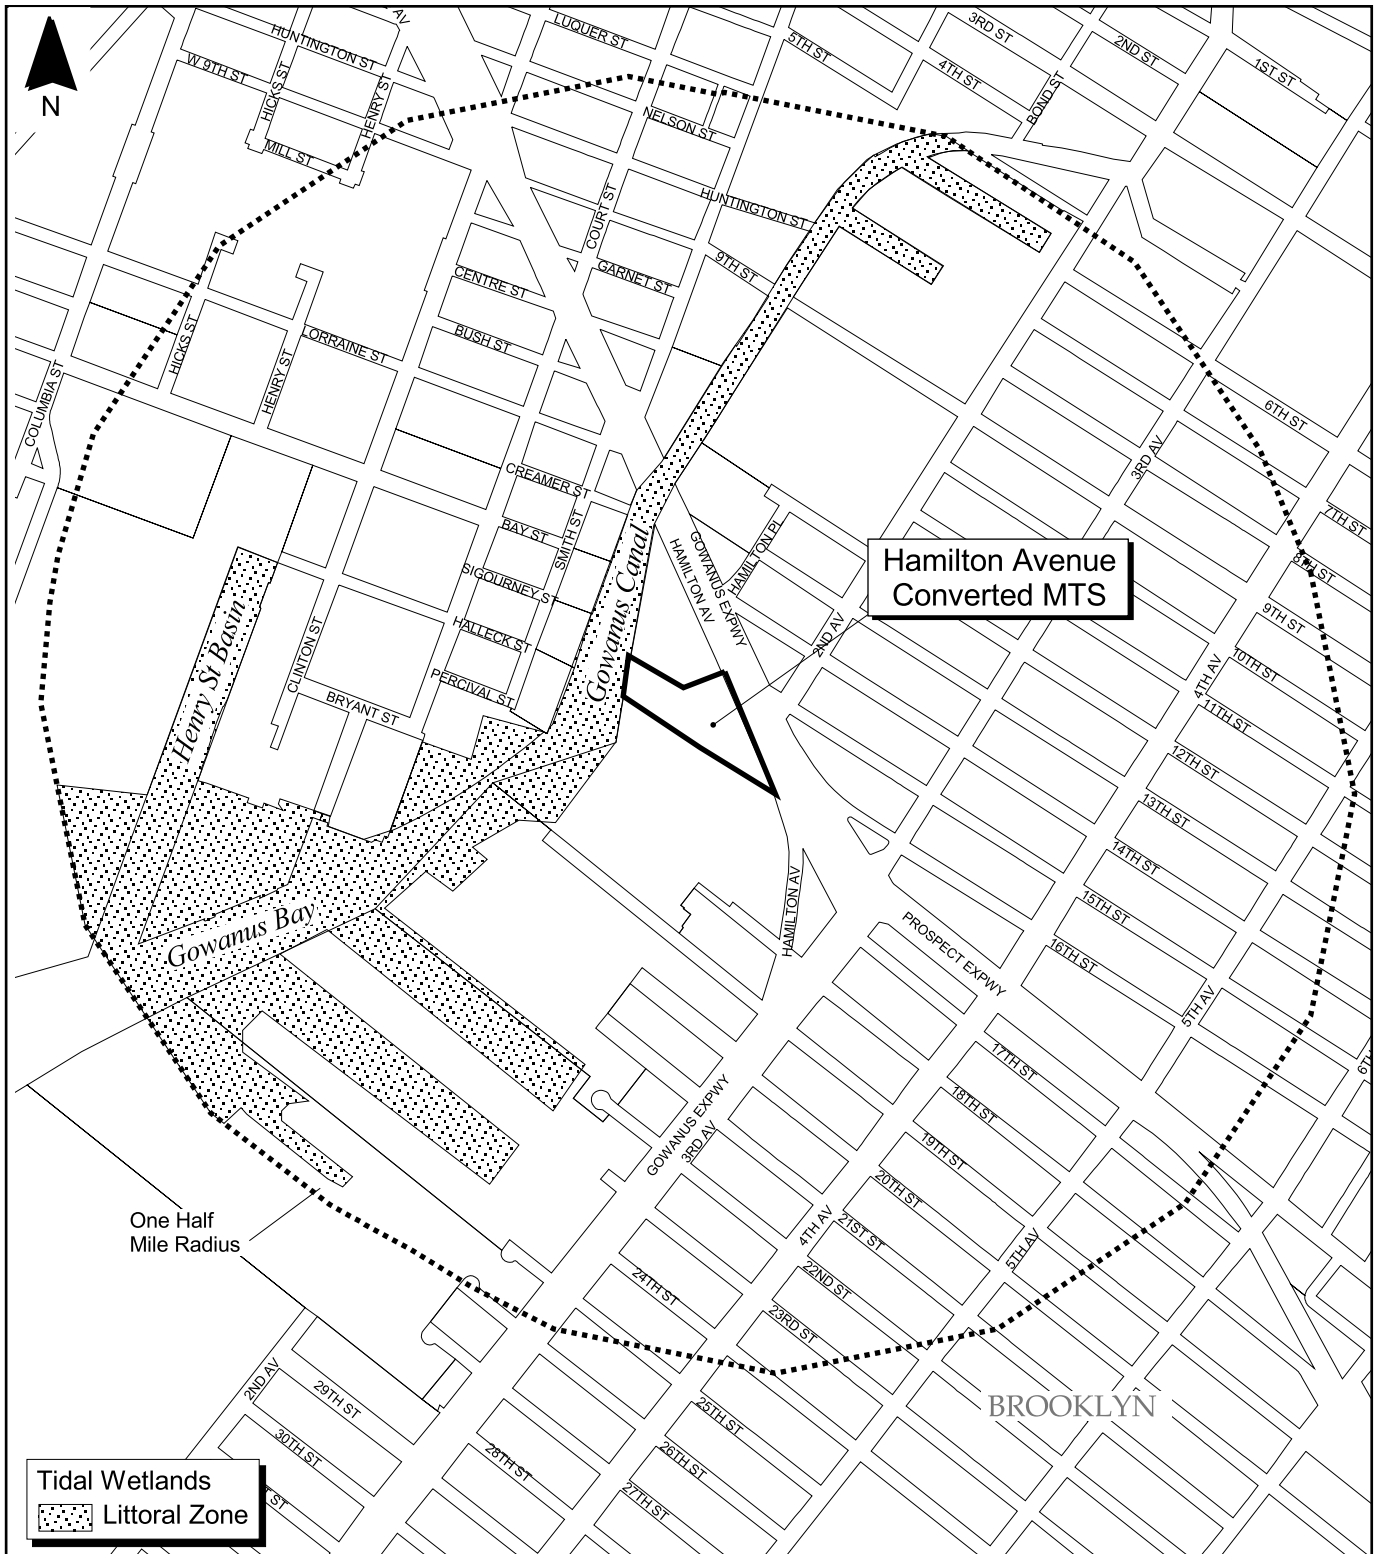 AV
LUQUER ST
3RD ST
2ND ST
HUNTINGTON ST
5TH ST
W 9TH ST
HICKS ST
HENRY ST
4TH ST
1ST ST
BOND ST
N
NELSON ST
MILL ST
HUNTINGTON ST
COURT ST
9TH ST
GARNET ST
CENTRE ST
BUSH ST
LORRAINE ST
HICKS ST
HENRY ST
COLUMBIA ST
6TH ST
3RD AV
CREAMER ST
7TH ST
BAY ST
SMITH ST
Gowanus Canal
HAMILTON AV
GOWANUS EXPWY
HAMILTON PL
Hamilton Avenue
Converted MTS
8TH ST
SIGOURNEY ST
9TH ST
HALLECK ST
2ND AV
Henry St Basin
CLINTON ST
10TH ST
4TH AV
PERCIVAL ST
BRYANT ST
11TH ST
12TH ST
13TH ST
14TH ST
HAMILTON AV
15TH ST
Gowanus Bay
PROSPECT EXPWY
16TH ST
5TH AV
17TH ST
6TH
18TH ST
GOWANUS EXPWY
3RD AV
19TH ST
20TH ST
One Half
Mile Radius
4TH AV
21ST ST
5TH AV
22ND ST
24TH ST
23RD ST
2ND AV
29TH ST
BROOKLYN
25TH ST
30TH ST
28TH ST
26TH ST
27TH ST
Tidal Wetlands
ST ST
Littoral Zone